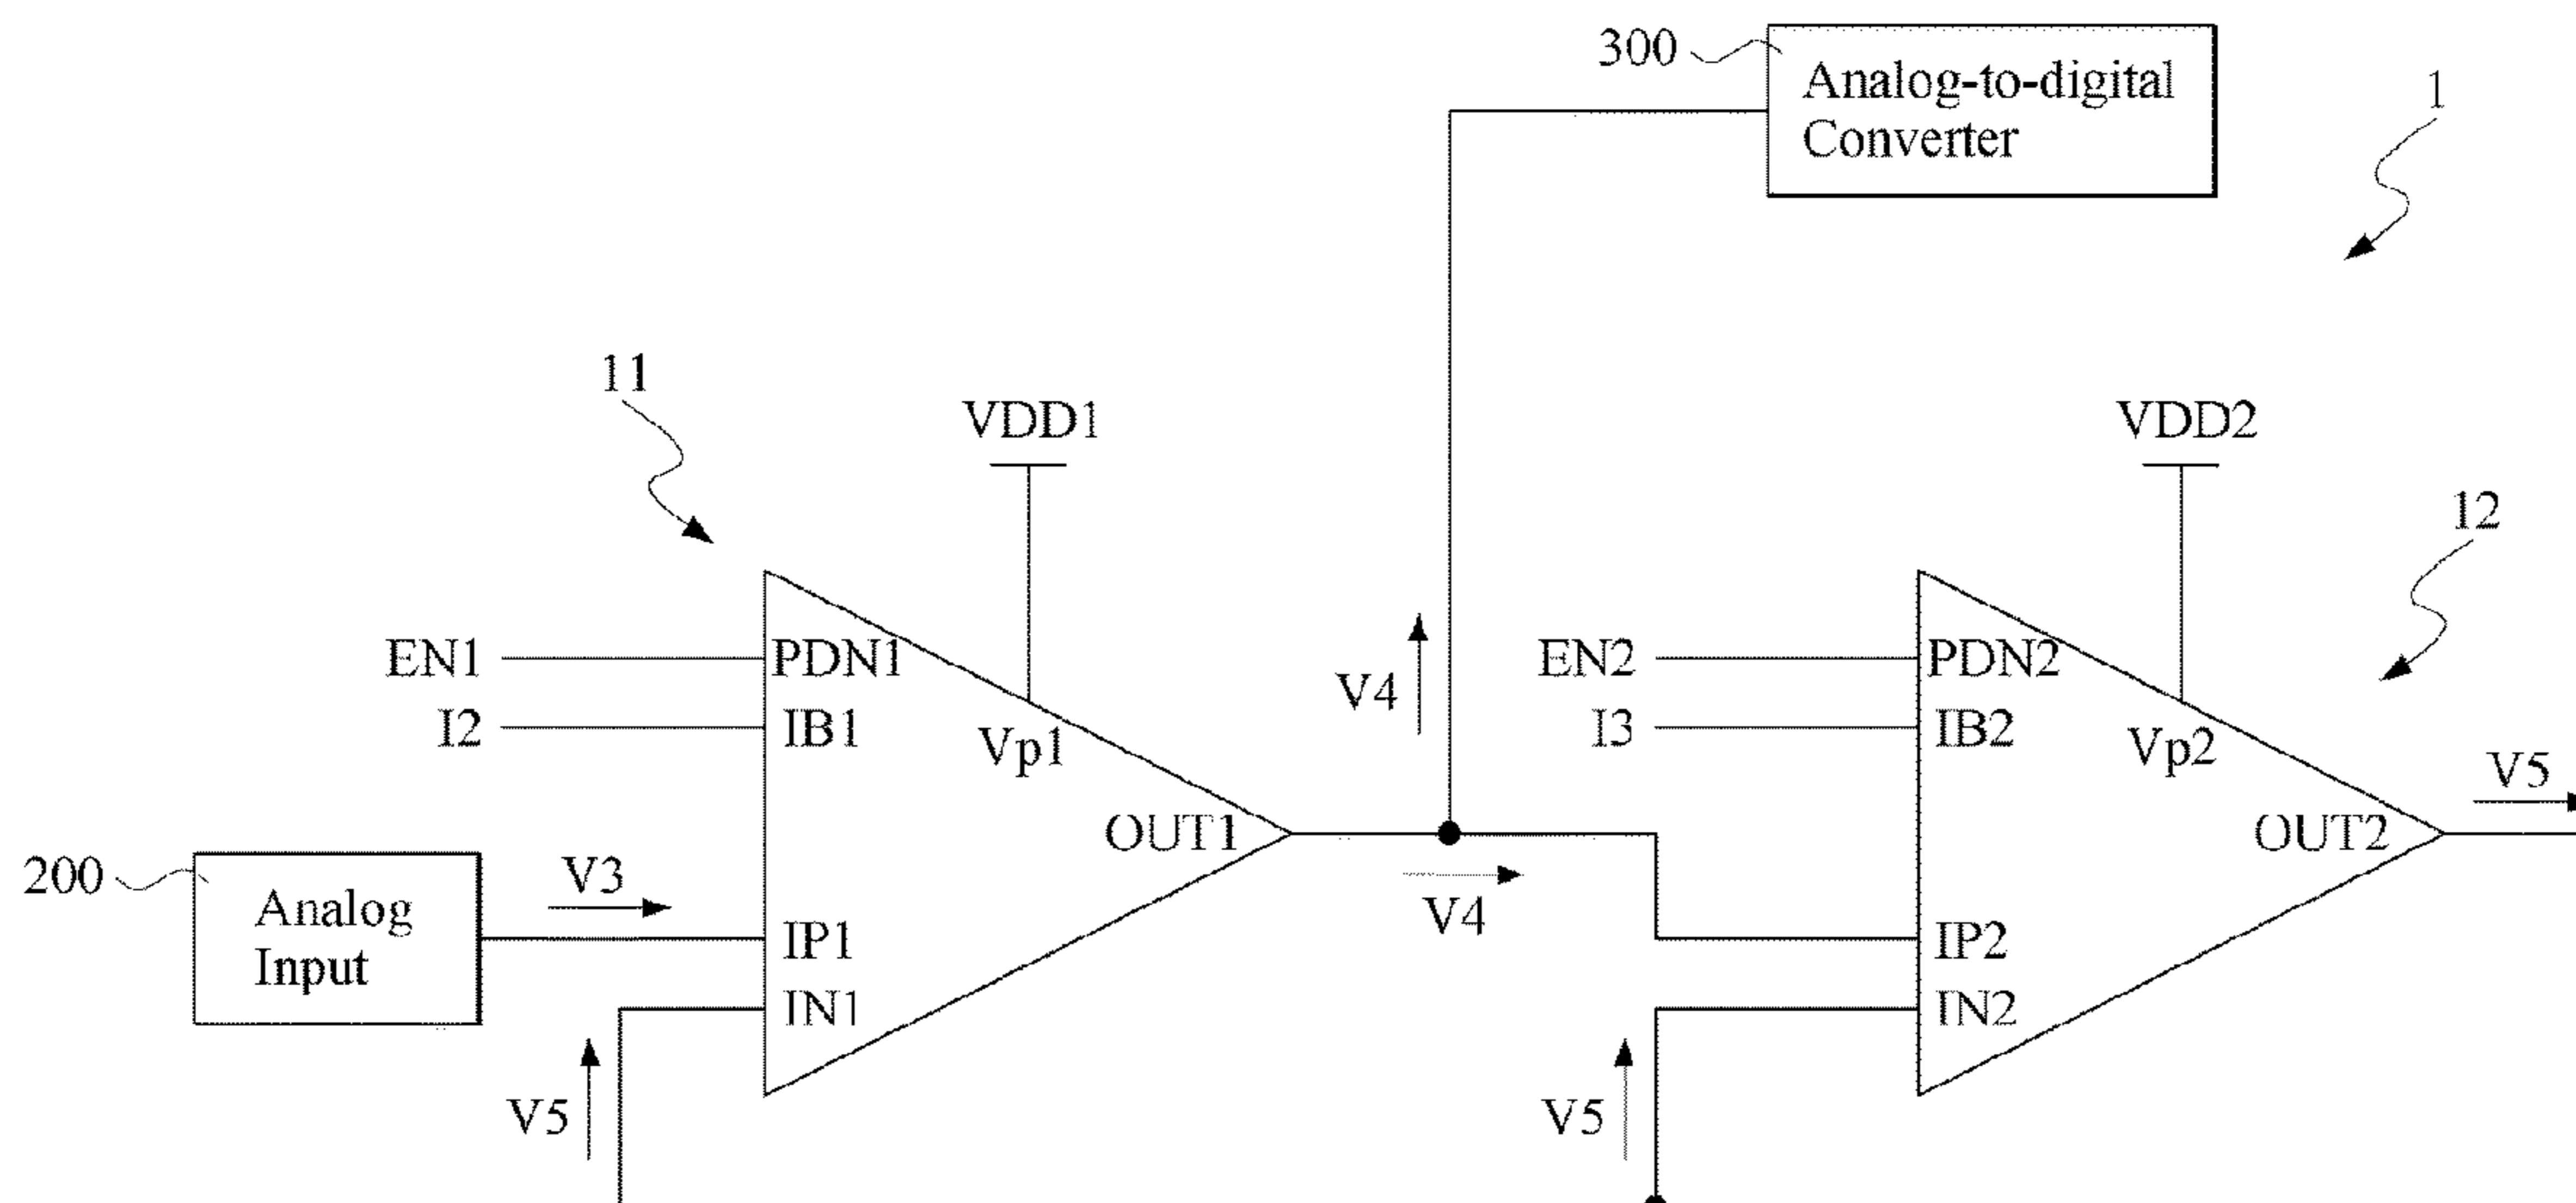 300
Analog-to-digital
Converter
1
11
VDD1
VDD2
12
EN1
PDN1
I2
IB1
Vp1
OUT1
V4
V4
EN2
PDN2
I3
IB2
Vp2
V5
OUT2
200
Analog
Input
V3
IP1
IN1
V5
IP2
IN2
V5